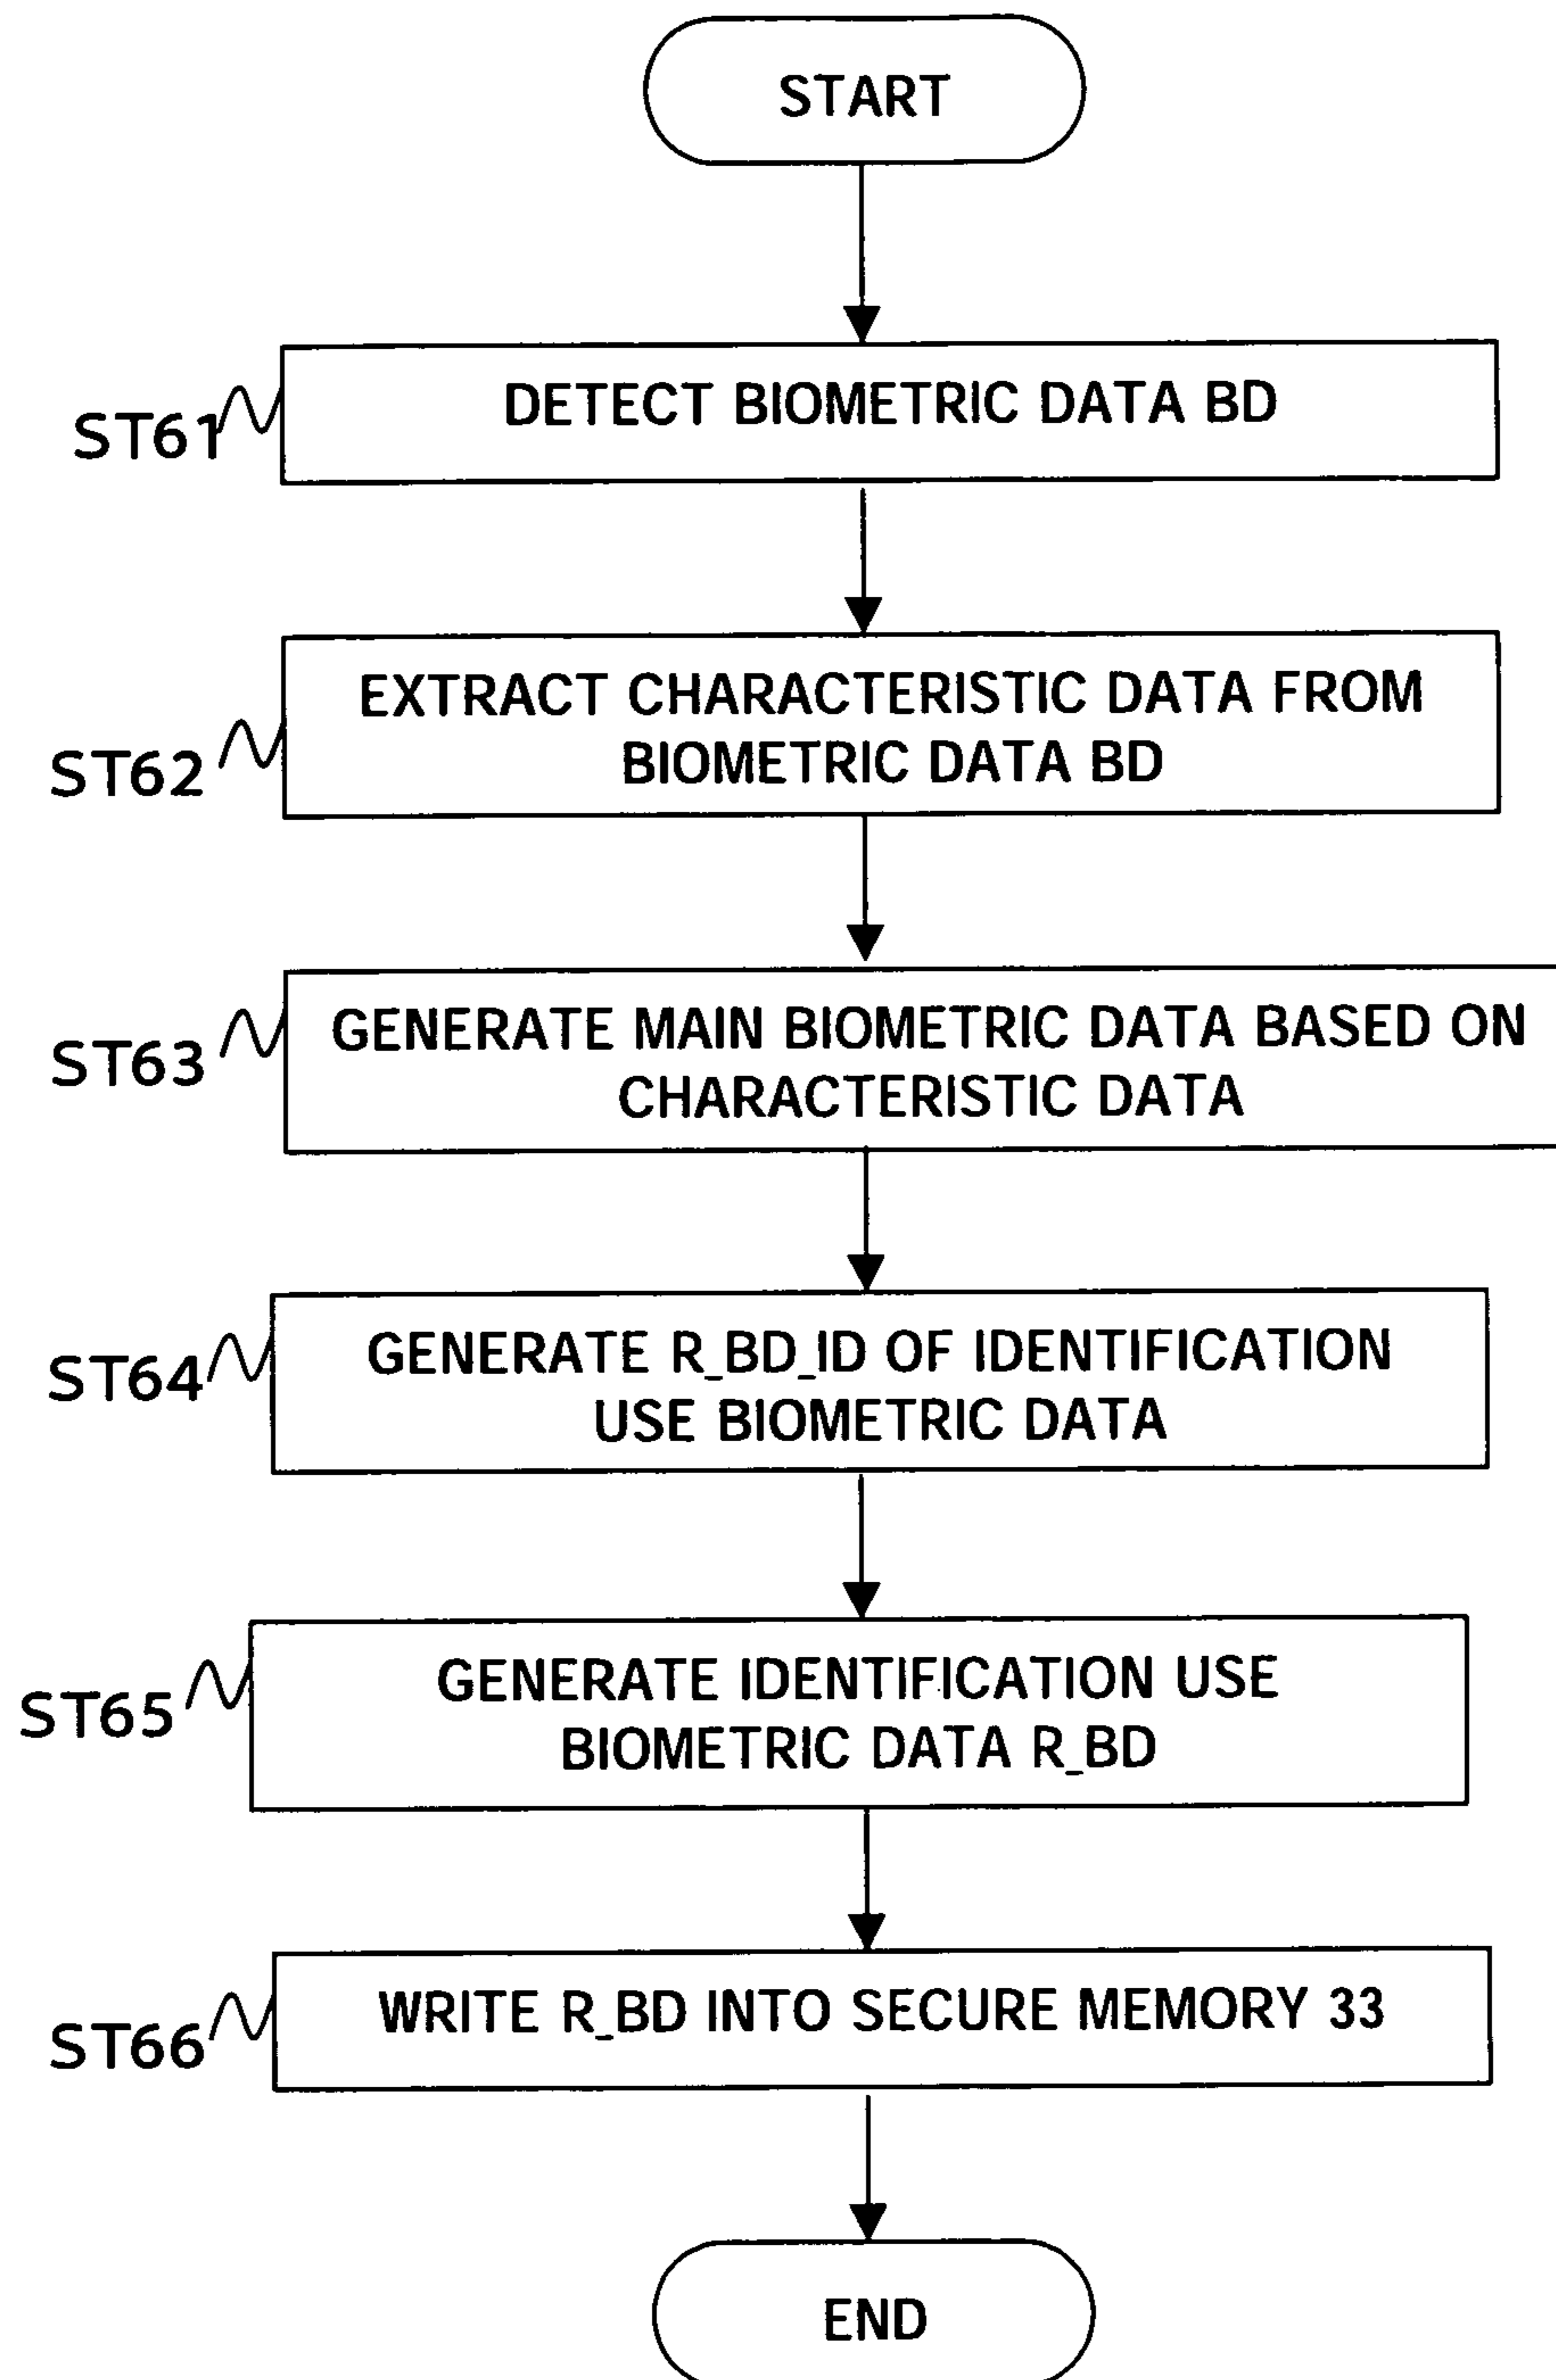 START
ST61
DETECT BIOMETRIC DATA BD
ST62
EXTRACT CHARACTERISTIC DATA FROM
BIOMETRIC DATA BD
ST63
GENERATE MAIN BIOMETRIC DATA BASED ON
CHARACTERISTIC DATA
ST64
GENERATE R_BD_ID OF IDENTIFICATION
USE BIOMETRIC DATA
ST65
GENERATE IDENTIFICATION USE
BIOMETRIC DATA R_BD
ST66
WRITE R_BD INTO SECURE MEMORY 33
END